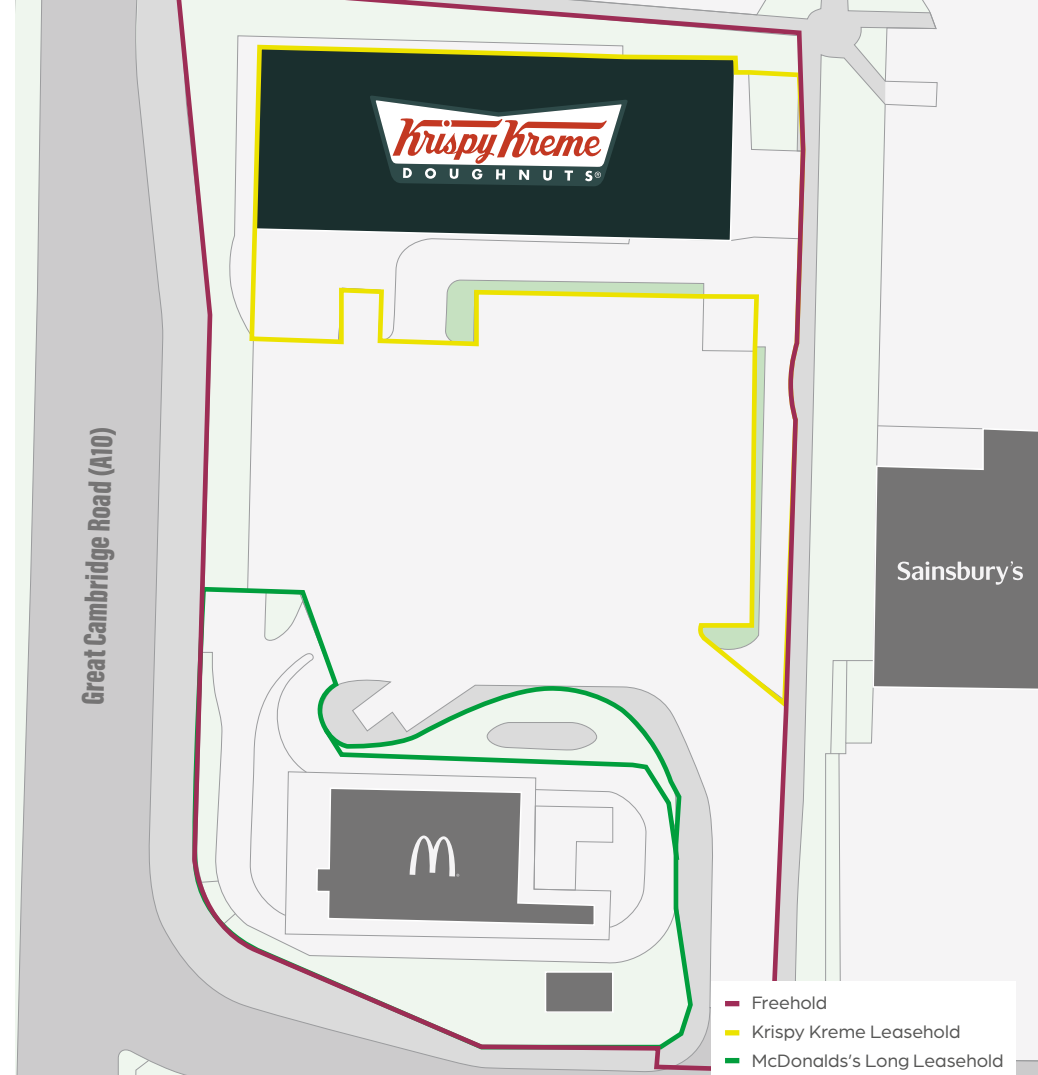 Krispy Kreme
DOUGHNUTS®
Great Cambridge Road (A10)
Sainsbury's
Freehold
Krispy Kreme Leasehold
McDonalds's Long Leasehold